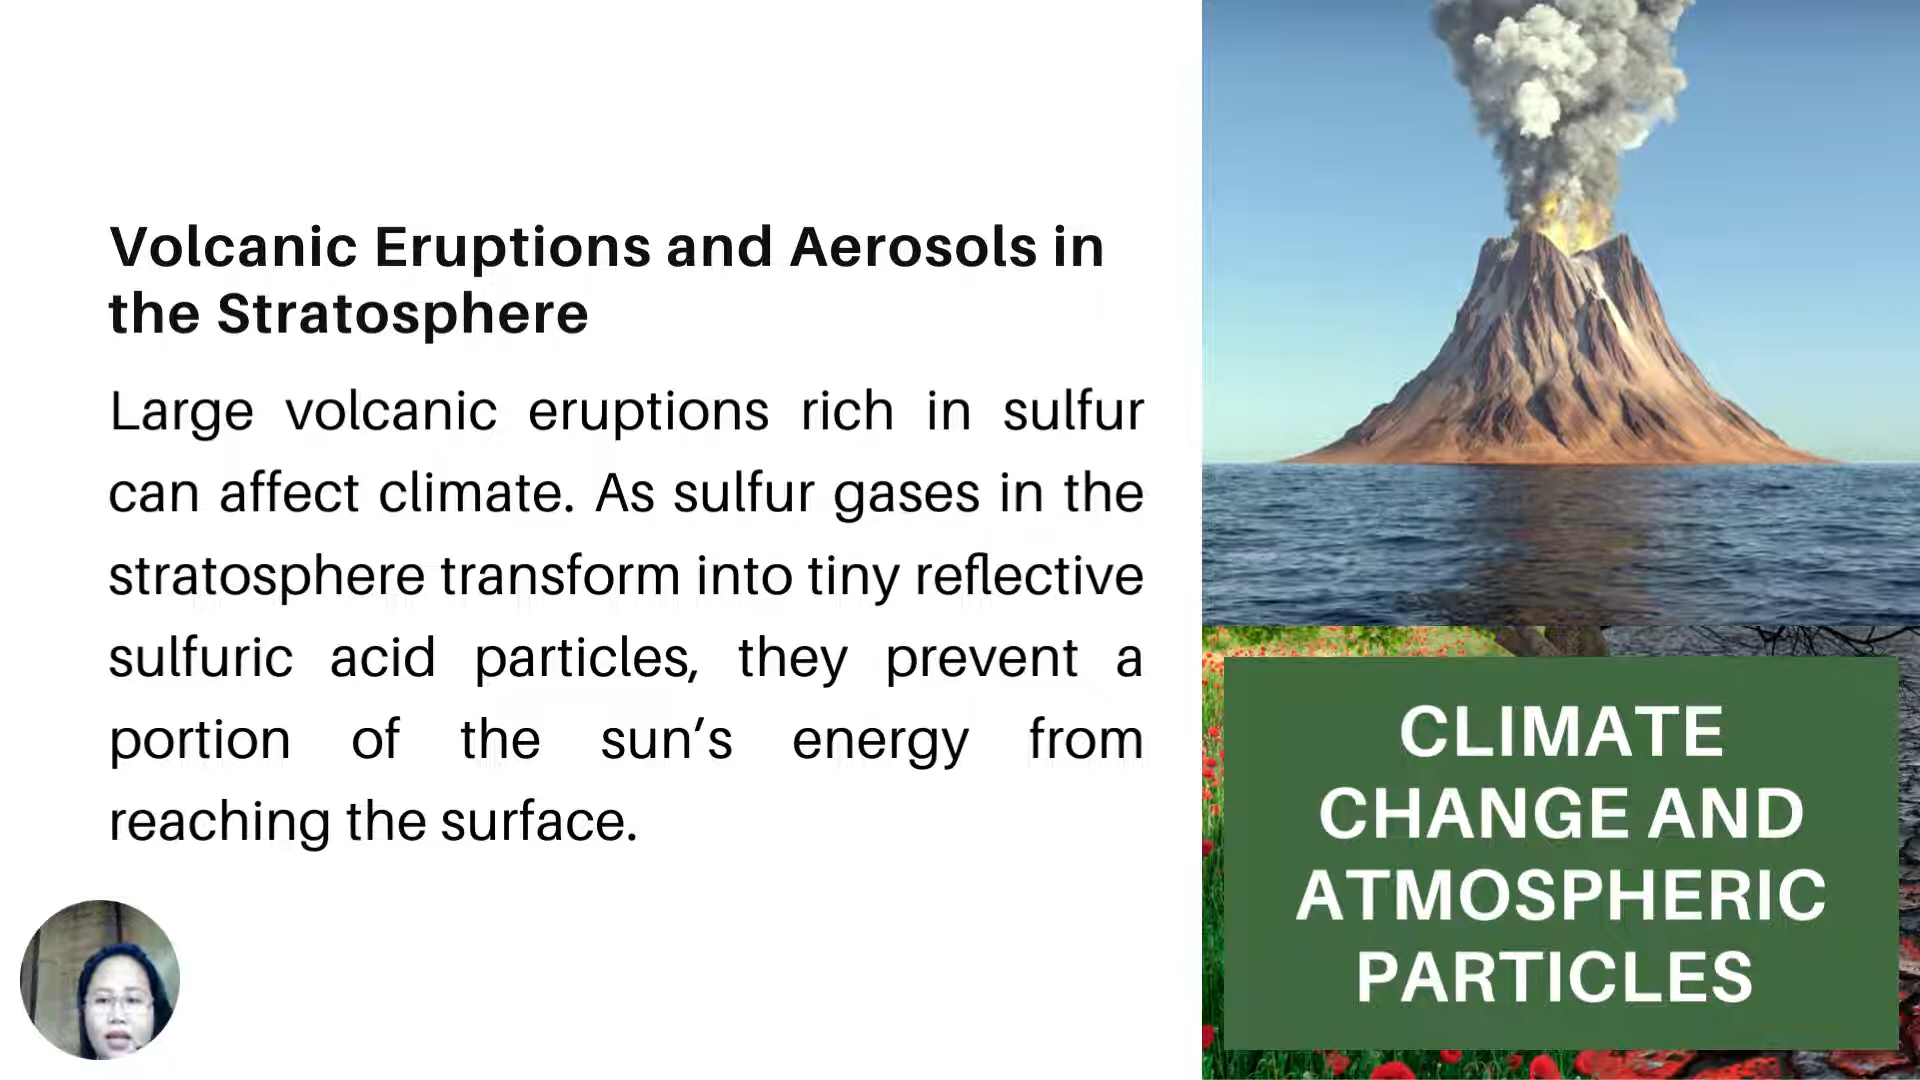 Volcanic Eruptions and Aerosols in
the Stratosphere
Large volcanic eruptions rich in sulfur
can affect climate. As sulfur gases in the
stratosphere transform into tiny reflective
sulfuric acid particles, they prevent a
portion of the sun’s energy from
reaching the surface.
CLIMATE
CHANGE AND
ATMOSPHERIC
PARTICLES